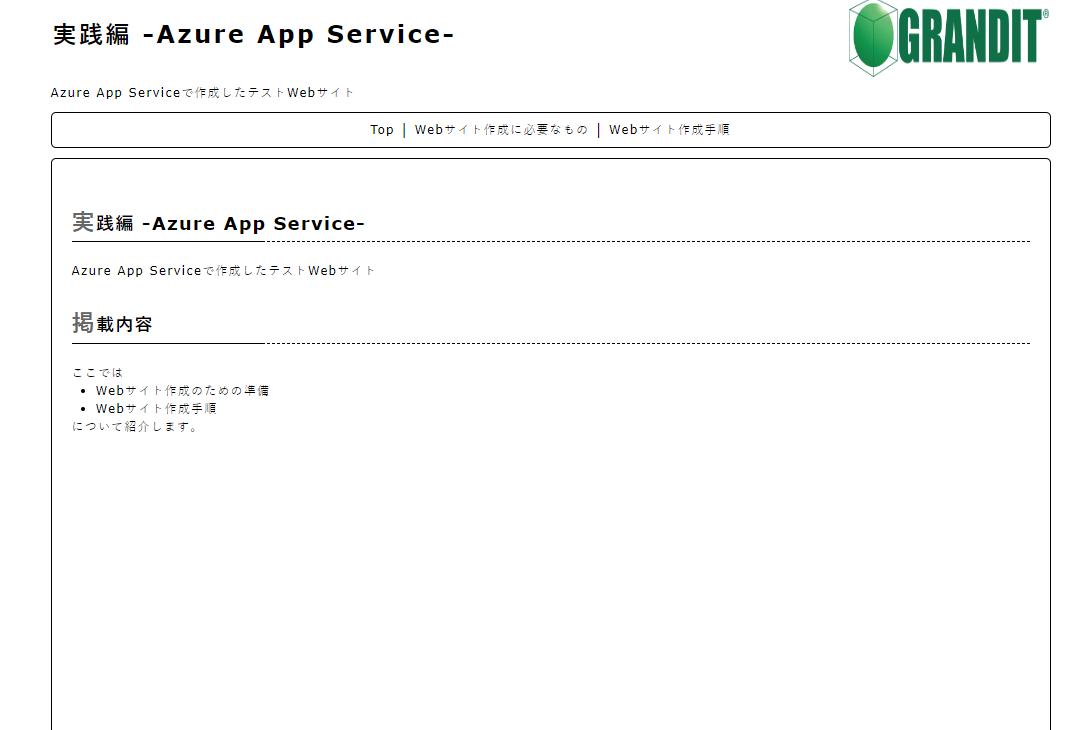 実践編 -Azure App Service-
GRANDIT®
Azure App Serviceで作成したテストWebサイト
Top | Webサイト作成に必要なもの | Webサイト作成手順
実践編 -Azure App Service-
Azure App Serviceで作成したテストWebサイト
掲載内容
ここでは
• Webサイト作成のための準備
• Webサイト作成手順
について紹介します。